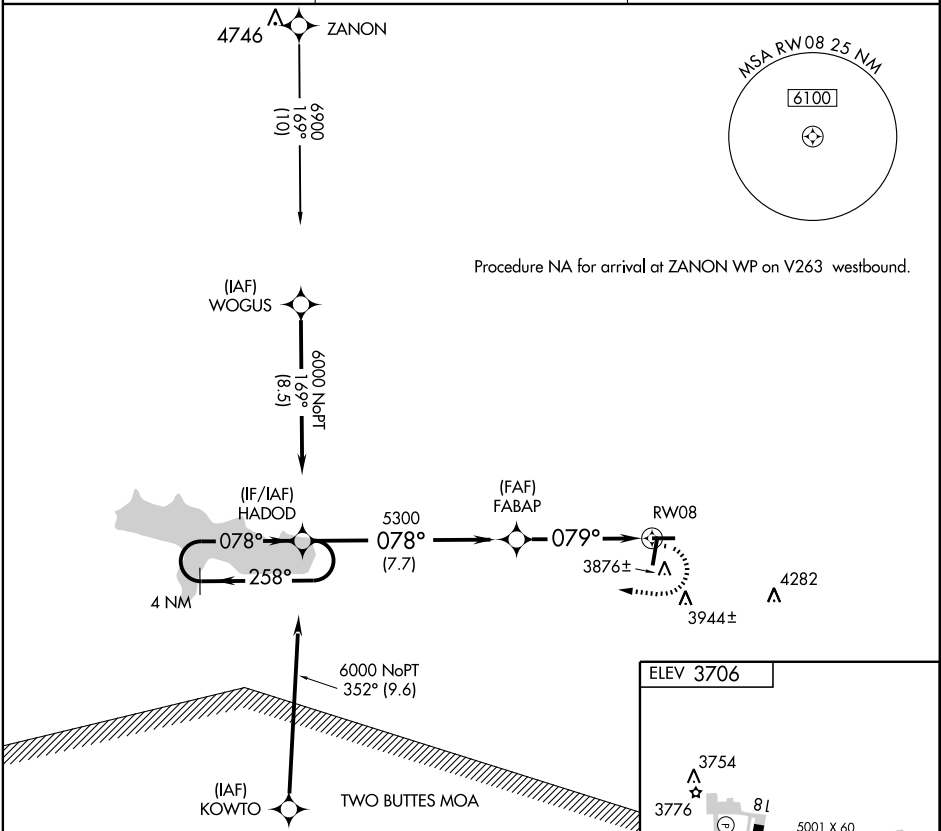 4746
ZANON
6900
169°
(10)
MSA RW08 25 NM
6100
Procedure NA for arrival at ZANON WP on V263 westbound.
(IAF)
WOGUS
6000 NoPT
169°
(8.5)
(IF/IAF)
HADOD
078°
258°
4 NM
5300
078°
(7.7)
(FAF)
FABAP
079°
RW08
3876±
3944±
4282
6000 NoPT
352° (9.6)
(IAF)
KOWTO
TWO BUTTES MOA
ELEV 3706
3754
3776
18
P
5001 X 60